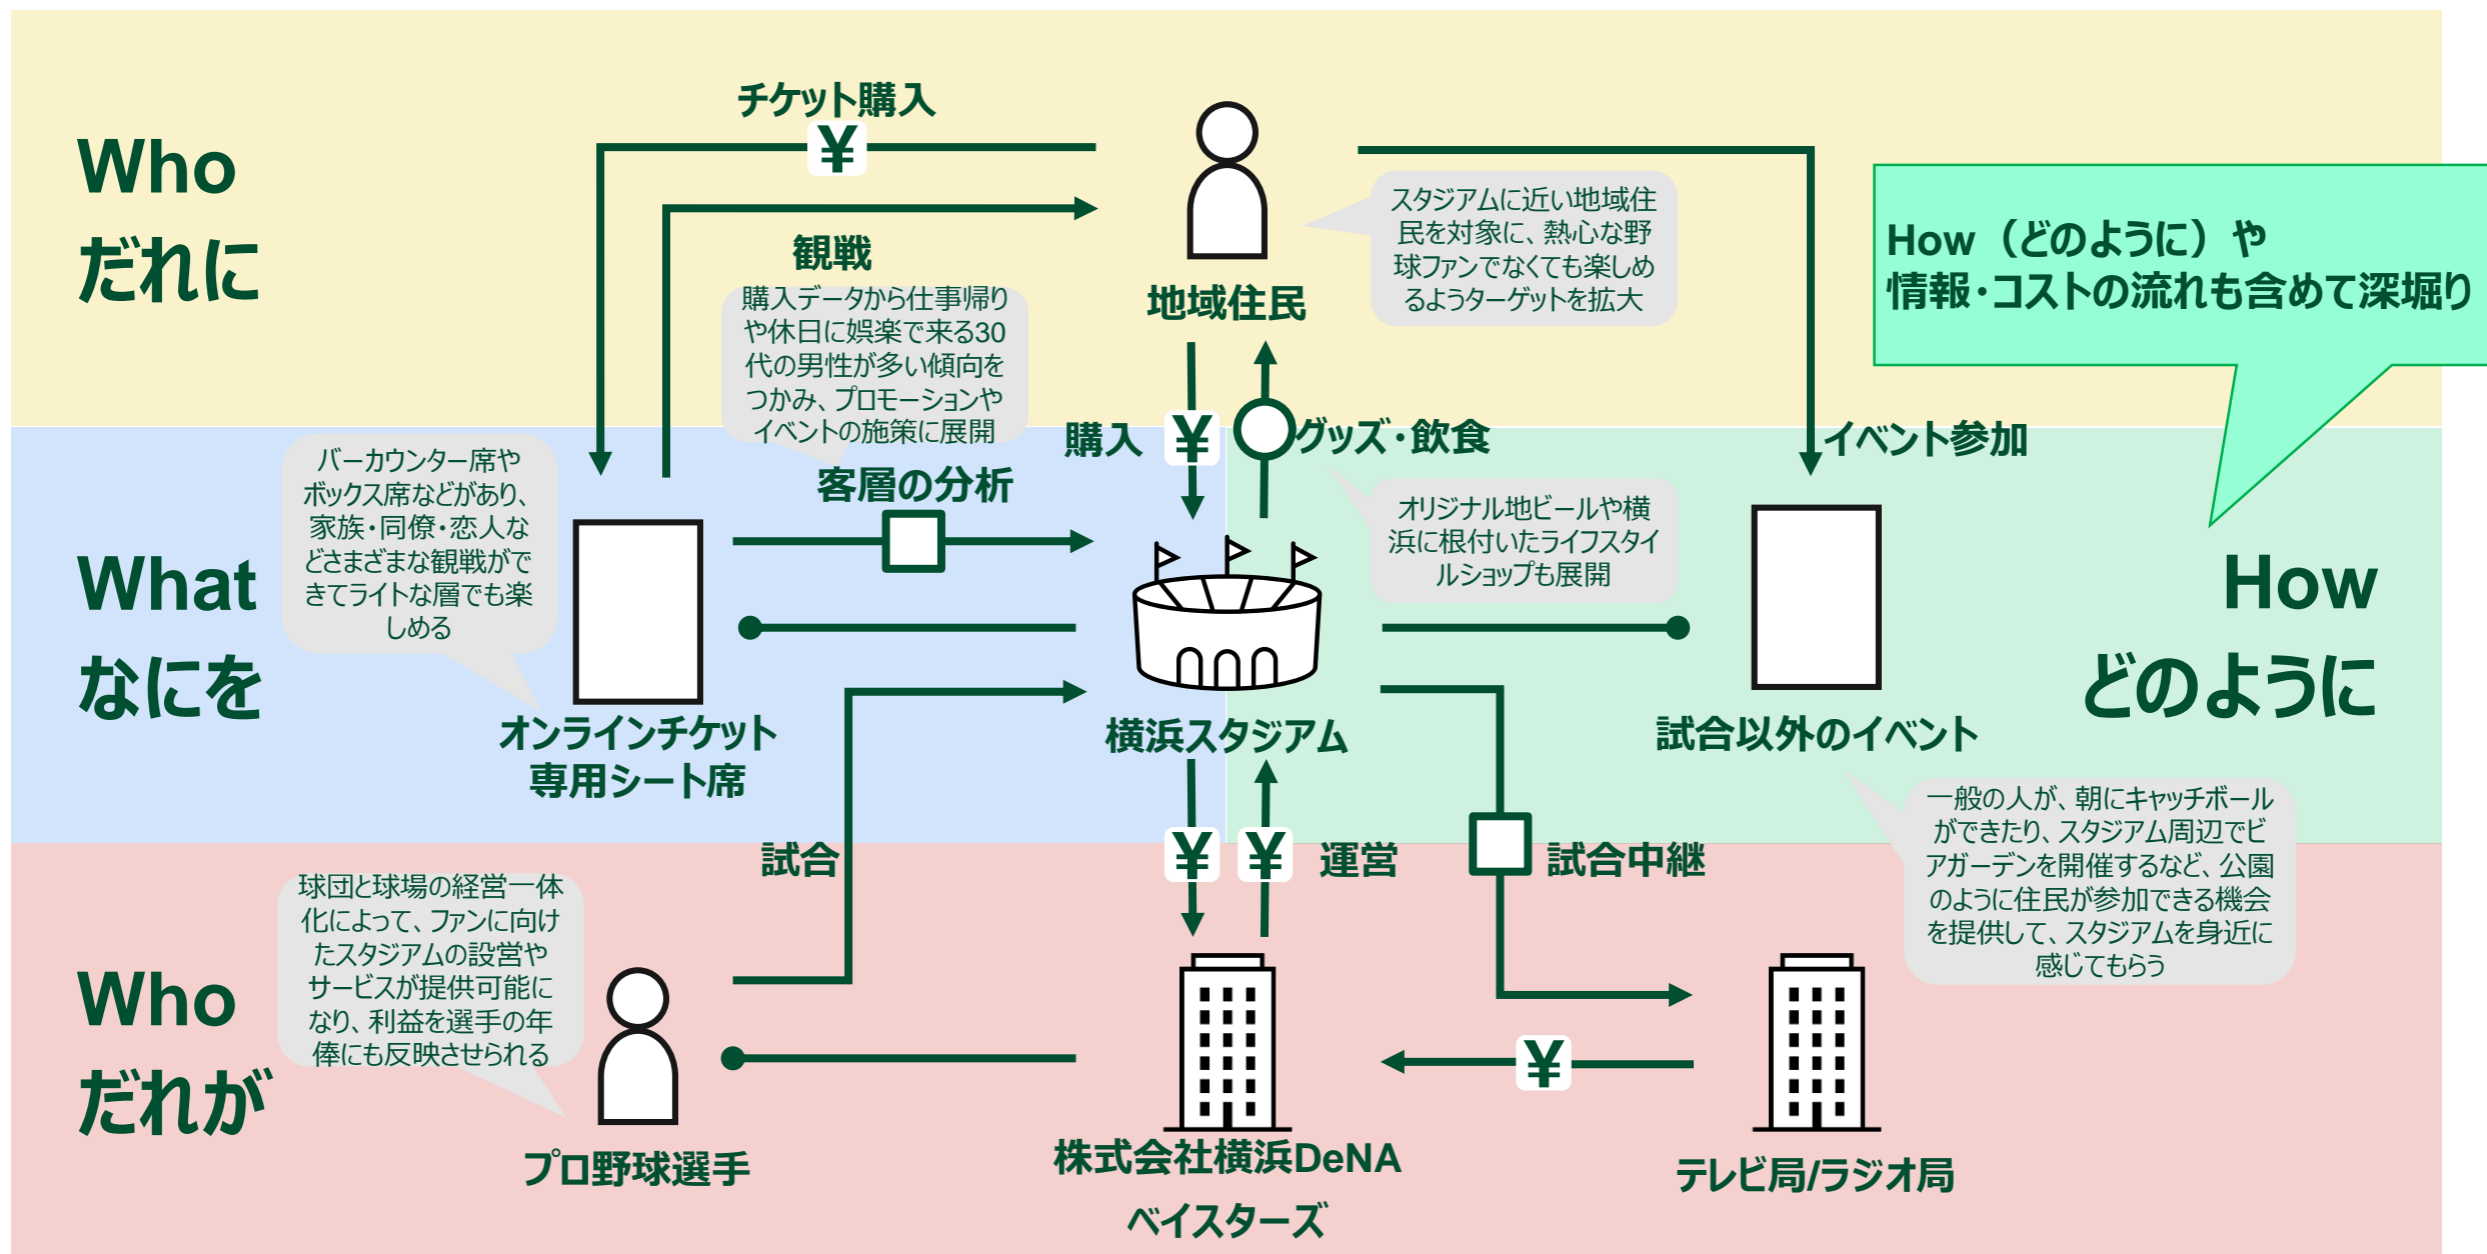 チケット購入
¥
Who
だれに
観戦
地域住民
スタジアムに近い地域住
民を対象に、熱心な野
球ファンでなくても楽しめ
るようターゲットを拡大
How（どのように）や
情報・コストの流れも含めて深堀り
購入データから仕事帰り
や休日に娯楽で来る30
代の男性が多い傾向を
つかみ、プロモーションや
イベントの施策に展開
購入
¥
グッズ・飲食
イベント参加
What
なにを
バーカウンター席や
ボックス席などがあり、
家族・同僚・恋人な
どさまざまな観戦がで
きてライトな層でも楽
しめる
客層の分析
オリジナル地ビールや横
浜に根付いたライフスタイ
ルショップも展開
How
どのように
オンラインチケット
専用シート席
横浜スタジアム
試合以外のイベント
一般の人が、朝にキャッチボール
ができたり、スタジアム周辺でビ
アガーデンを開催するなど、公園
のように住民が参加できる機会
を提供して、スタジアムを身近に
感じてもらう
試合
¥
¥
運営
試合中継
Who
だれが
球団と球場の経営一体
化によって、ファンに向け
たスタジアムの設営や
サービスが提供可能に
なり、利益を選手の年
俸にも反映させられる
¥
プロ野球選手
株式会社横浜DeNA
ベイスターズ
テレビ局/ラジオ局